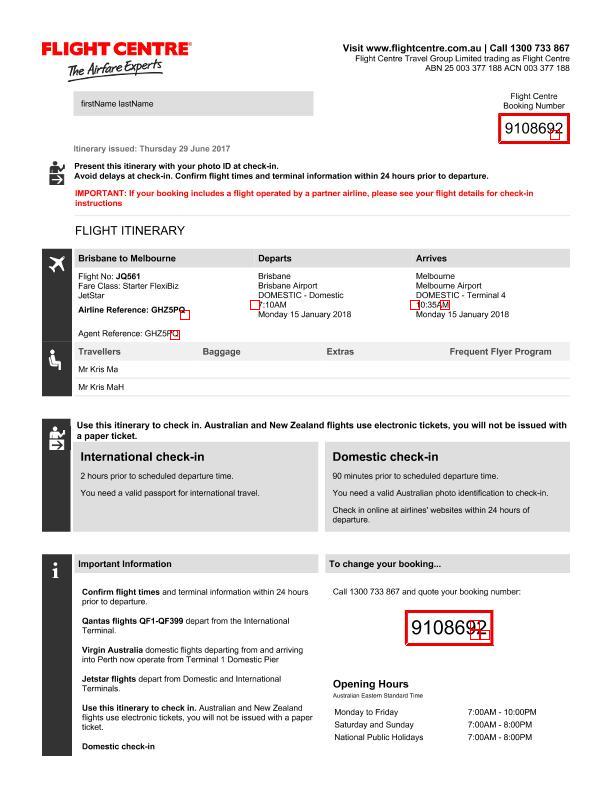 FLIGHT CENTRE
The Airfare Experts
Visit www.flightcentre.com.au | Call 1300 733 867
Flight Centre Travel Group Limited trading as Flight Centre
ABN 25 003 377 188 ACN 003 377 188
firstName lastName
Flight Centre
Booking Number
9108692
Itinerary issued: Thursday 29 June 2017
Present this itinerary with your photo ID at check-in.
Avoid delays at check-in. Confirm flight times and terminal information within 24 hours prior to departure.
IMPORTANT: If your booking includes a flight operated by a partner airline, please see your flight details for check-in
instructions
FLIGHT ITINERARY
Brisbane to Melbourne Departs Arrives
Flight No: JQ561 Brisbane Melbourne
Fare Class: Starter FlexiBiz Brisbane Airport Melbourne Airport
JetStar DOMESTIC - Domestic DOMESTIC - Terminal 4
Airline Reference: GHZ5PQ 7:10AM 10:35AM
Monday 15 January 2018 Monday 15 January 2018
Agent Reference: GHZ5PQ
Travellers Baggage Extras Frequent Flyer Program
Mr Kris Ma
Mr Kris MaH
Use this itinerary to check in. Australian and New Zealand flights use electronic tickets, you will not be issued with
a paper ticket.
International check-in
2 hours prior to scheduled departure time.
You need a valid passport for international travel.
Domestic check-in
90 minutes prior to scheduled departure time.
You need a valid Australian photo identification to check-in.
Check in online at airlines' websites within 24 hours of
departure.
i
Important Information
Confirm flight times and terminal information within 24 hours
prior to departure.
Qantas flights QF1-QF399 depart from the International
Terminal.
Virgin Australia domestic flights departing from and arriving
into Perth now operate from Terminal 1 Domestic Pier
Jetstar flights depart from Domestic and International
Terminals.
Use this itinerary to check in. Australian and New Zealand
flights use electronic tickets, you will not be issued with a paper
ticket.
Domestic check-in
To change your booking...
Call 1300 733 867 and quote your booking number:
9108692
Opening Hours
Australian Eastern Standard Time
Monday to Friday 7:00AM - 10:00PM
Saturday and Sunday 7:00AM - 8:00PM
National Public Holidays 7:00AM - 8:00PM